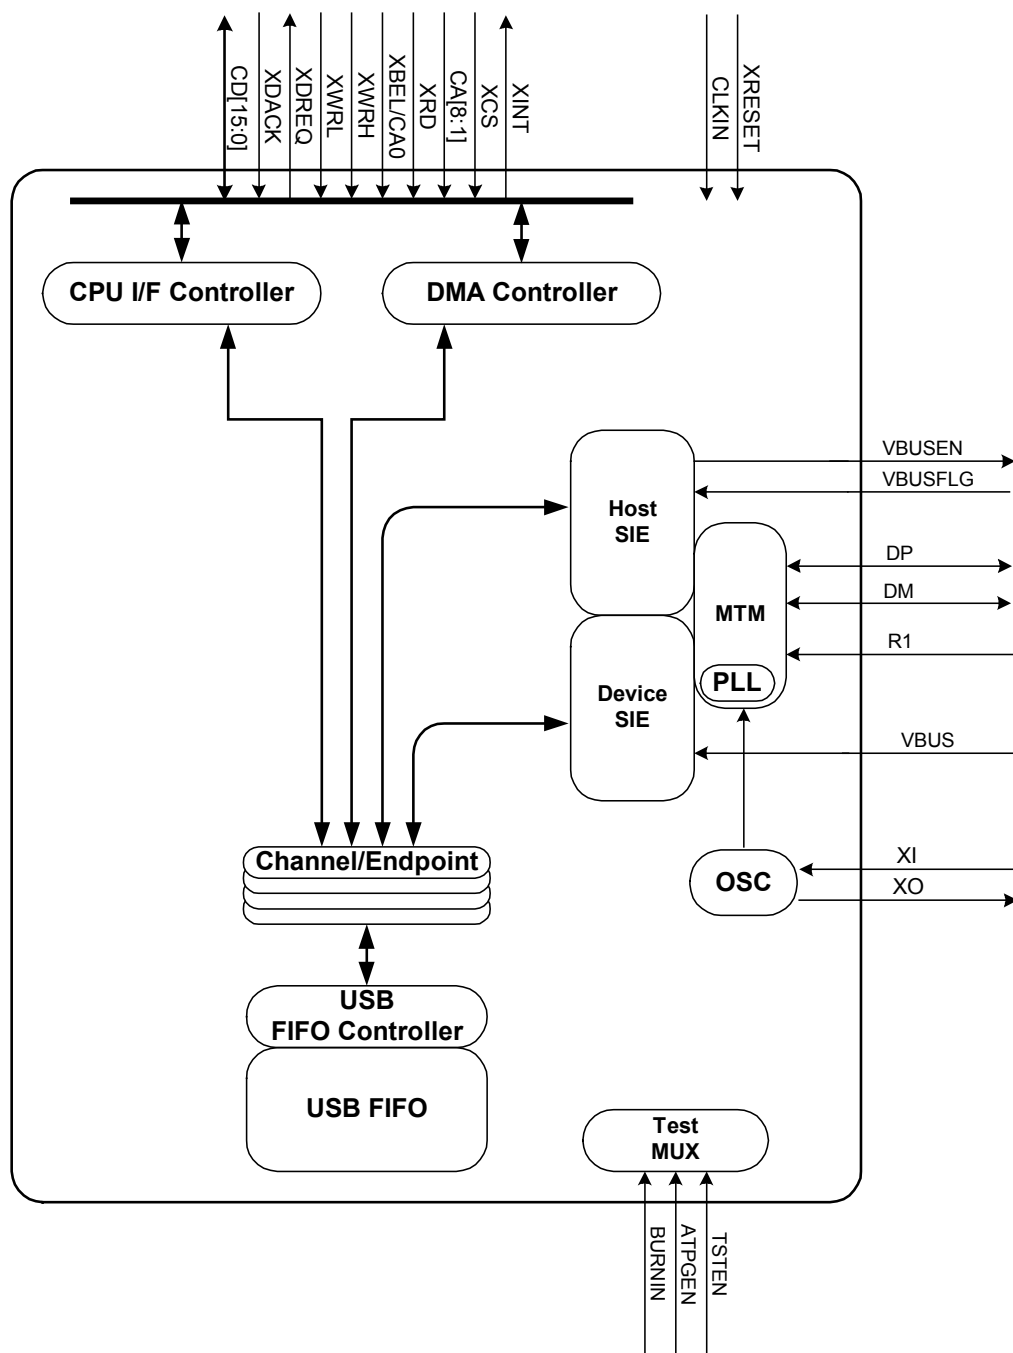 CD[15:0]
XDACK
XDREQ
XWRL
XWRH
XBEL/CA0
XRD
CA[8:1]
XCS
XINT
CLKIN
XRESET
CPU I/F Controller
DMA Controller
VBUSEN
VBUSFLG
Host
SIE
DP
DM
MTM
R1
PLL
Device
SIE
VBUS
Channel/Endpoint
XI
OSC
XO
USB
FIFO Controller
USB FIFO
Test
MUX
BURNIN
ATPGEN
TSTEN